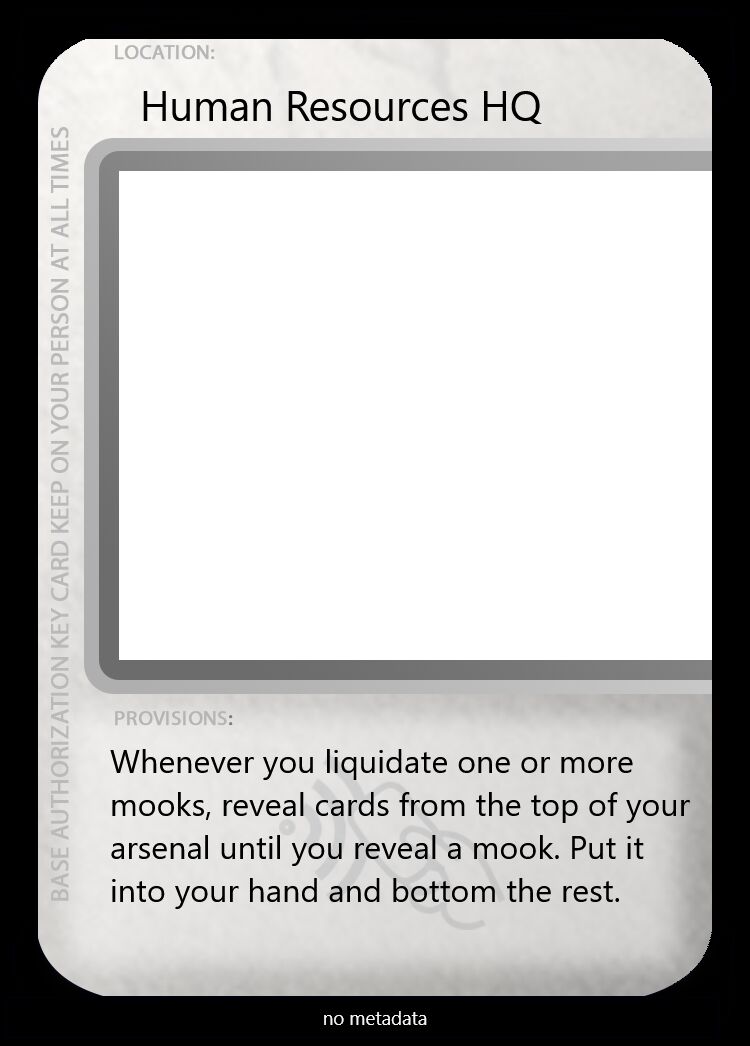 LOCATION:
Human Resources HQ
BASE AUTHORIZATION KEY CARD KEEP ON YOUR PERSON AT ALL TIMES
PROVISIONS:
Whenever you liquidate one or more
mooks, reveal cards from the top of your
arsenal until you reveal a mook. Put it
into your hand and bottom the rest.
no metadata